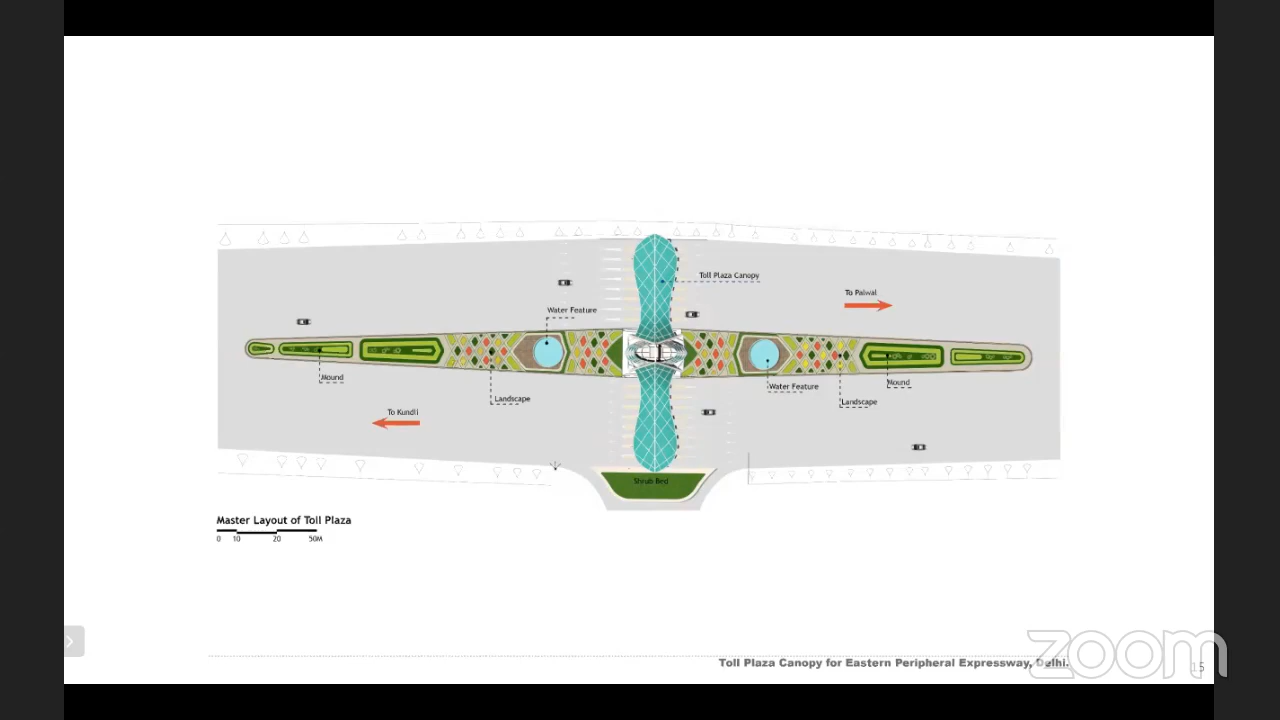 Toll Plaza Canopy
To Palwal
Water Feature
Mound
Landscape
Water Feature
Mound
Landscape
To Kundli
Shrub Bed
Master Layout of Toll Plaza
0 10 20 50M
Toll Plaza Canopy for Eastern Peripheral Expressway, Delhi.
15
zoom